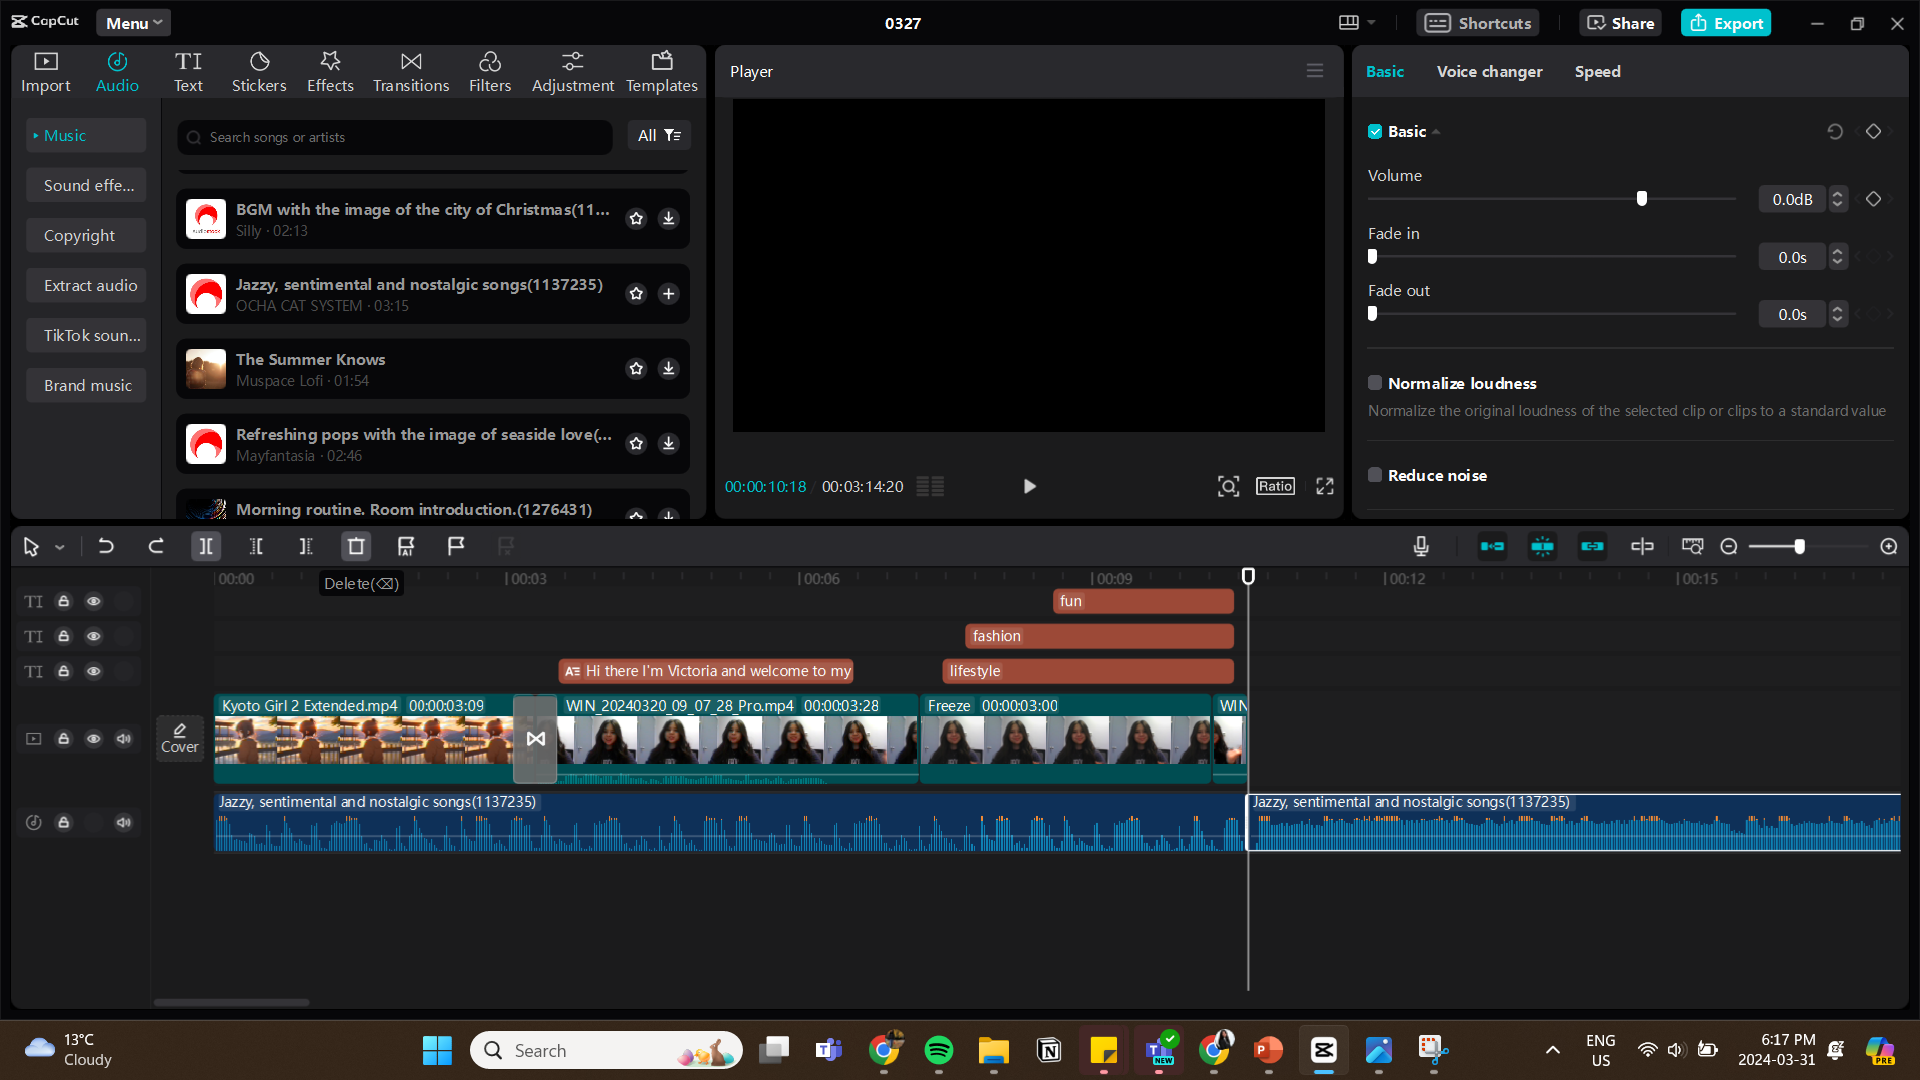 CapCut
Menu
0327
Shortcuts
Share
Export
Import
Audio
Text
Stickers
Effects
Transitions
Filters
Adjustment
Templates
Player
Basic
Voice changer
Speed
Music
Sound effe...
Copyright
Extract audio
TikTok soun...
Brand music
Search songs or artists
All
BGM with the image of the city of Christmas(11...
Silly · 02:13
Jazzy, sentimental and nostalgic songs(1137235)
OCHA CAT SYSTEM · 03:15
The Summer Knows
Muspace Lofi · 01:54
Refreshing pops with the image of seaside love(...
Mayfantasia · 02:46
Morning routine. Room introduction.(1276431)
00:00:10:18 / 00:03:14:20
Ratio
Basic
Volume
0.0dB
Fade in
0.0s
Fade out
0.0s
Normalize loudness
Normalize the original loudness of the selected clip or clips to a standard value
Reduce noise
00:00
00:03
00:06
00:09
00:12
00:15
Delete(⌫)
fun
fashion
Hi there I'm Victoria and welcome to my
lifestyle
Cover
Kyoto Girl 2 Extended.mp4 00:00:03:09
WIN_20240320_09_07_28_Pro.mp4 00:00:03:28
Freeze 00:00:03:00
WIN
Jazzy, sentimental and nostalgic songs(1137235)
Jazzy, sentimental and nostalgic songs(1137235)
13°C
Cloudy
Search
NEW
ENG
US
6:17 PM
2024-03-31
PRE